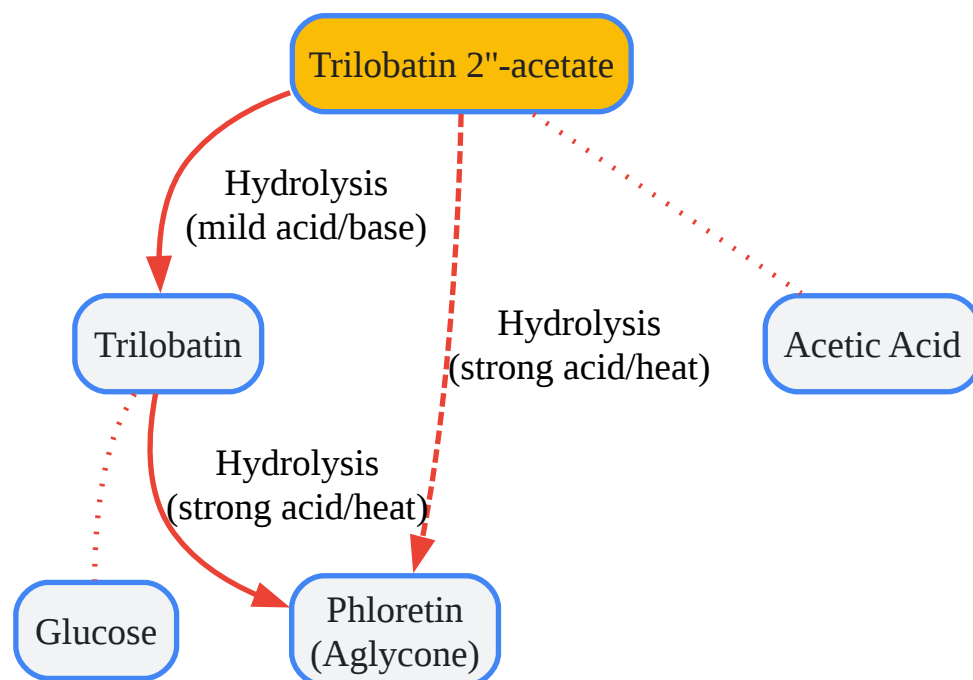 Trilobatin 2"-acetate
Hydrolysis
(mild acid/base)
Hydrolysis
(strong acid/heat)
Trilobatin
Acetic Acid
Hydrolysis
(strong acid/heat)
Glucose
Phloretin
(Aglycone)